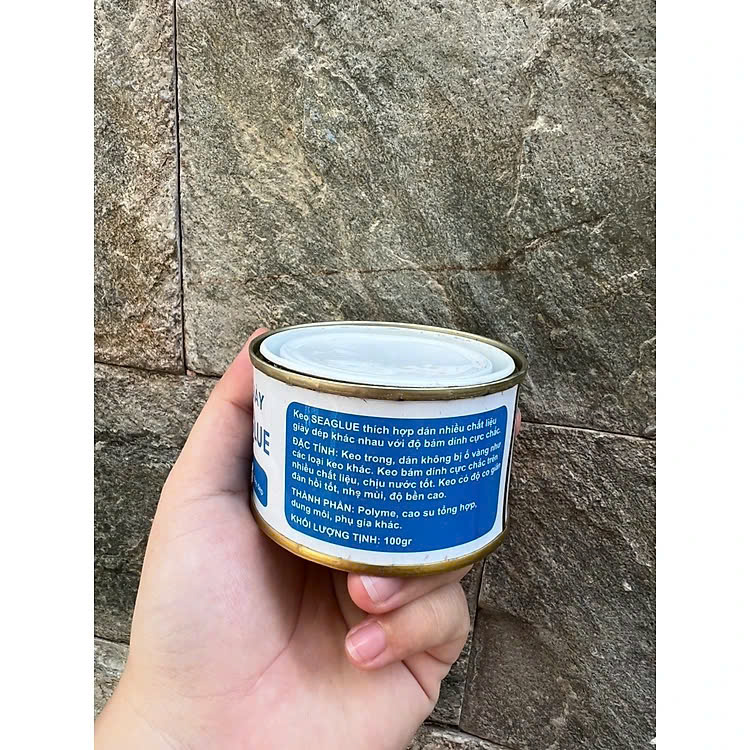 AY
LUE
Keo SEAGLUE thích hợp dán nhiều chất liệu
giày dép khác nhau với độ bám dính cực chắc.
ĐẶC TÍNH: Keo trong, dán không bị ố vàng như
các loại keo khác. Keo bám dính cực chắc trên
nhiều chất liệu, chịu nước tốt. Keo có độ co giãn
đàn hồi tốt, nhẹ mùi, độ bền cao.
THÀNH PHẦN: Polyme, cao su tổng hợp,
dung môi, phụ gia khác.
KHỐI LƯỢNG TỊNH: 100gr